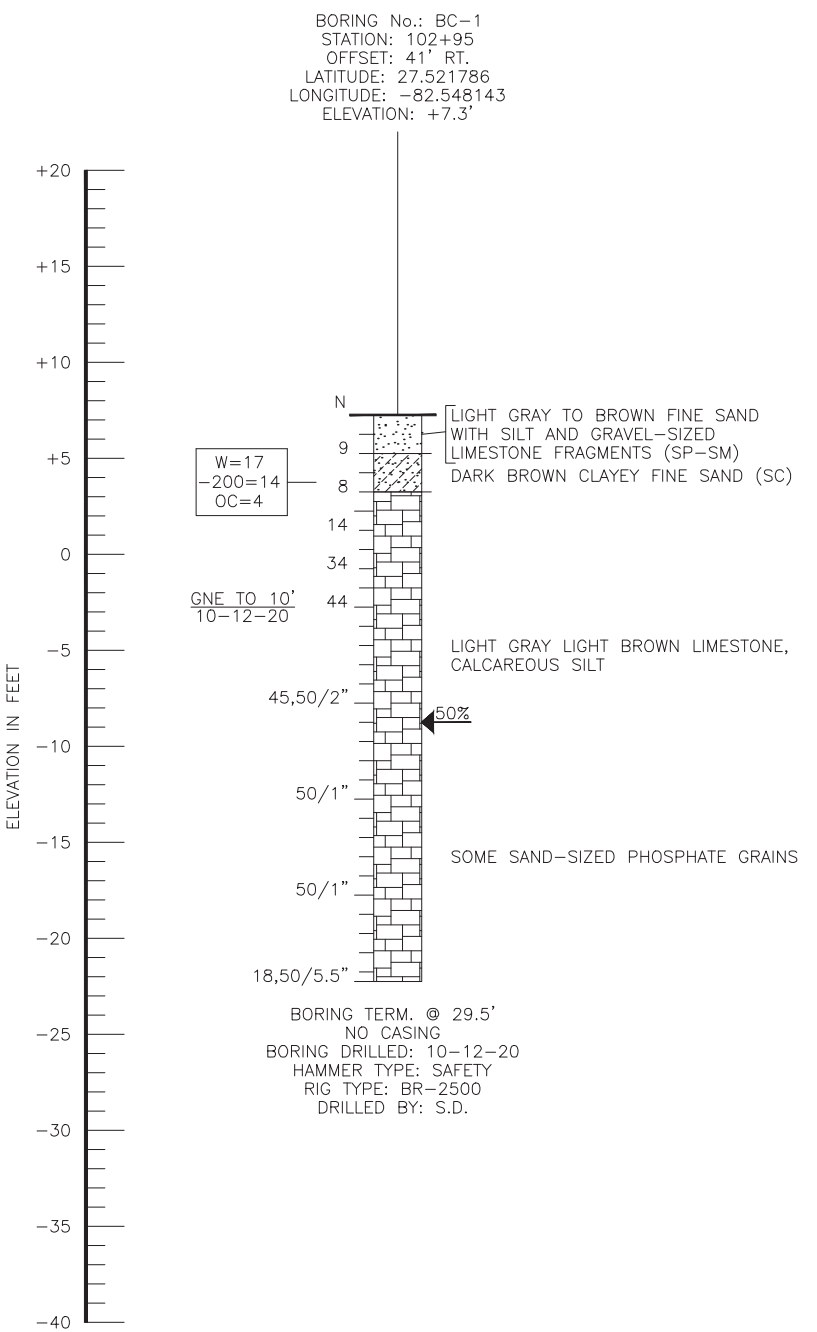 BORING No.: BC-1
STATION: 102+95
OFFSET: 41' RT.
LATITUDE: 27.521786
LONGITUDE: -82.548143
ELEVATION: +7.3'
+20
+15
+10
+5
0
-5
-10
-15
-20
-25
-30
-35
-40
ELEVATION IN FEET
N
9
8
14
34
44
45,50/2"
50/1"
50/1"
18,50/5.5"
W=17
-200=14
OC=4
GNE TO 10'
10-12-20
LIGHT GRAY TO BROWN FINE SAND
WITH SILT AND GRAVEL-SIZED
LIMESTONE FRAGMENTS (SP-SM)
DARK BROWN CLAYEY FINE SAND (SC)
LIGHT GRAY LIGHT BROWN LIMESTONE,
CALCAREOUS SILT
50%
SOME SAND-SIZED PHOSPHATE GRAINS
BORING TERM. @ 29.5'
NO CASING
BORING DRILLED: 10-12-20
HAMMER TYPE: SAFETY
RIG TYPE: BR-2500
DRILLED BY: S.D.